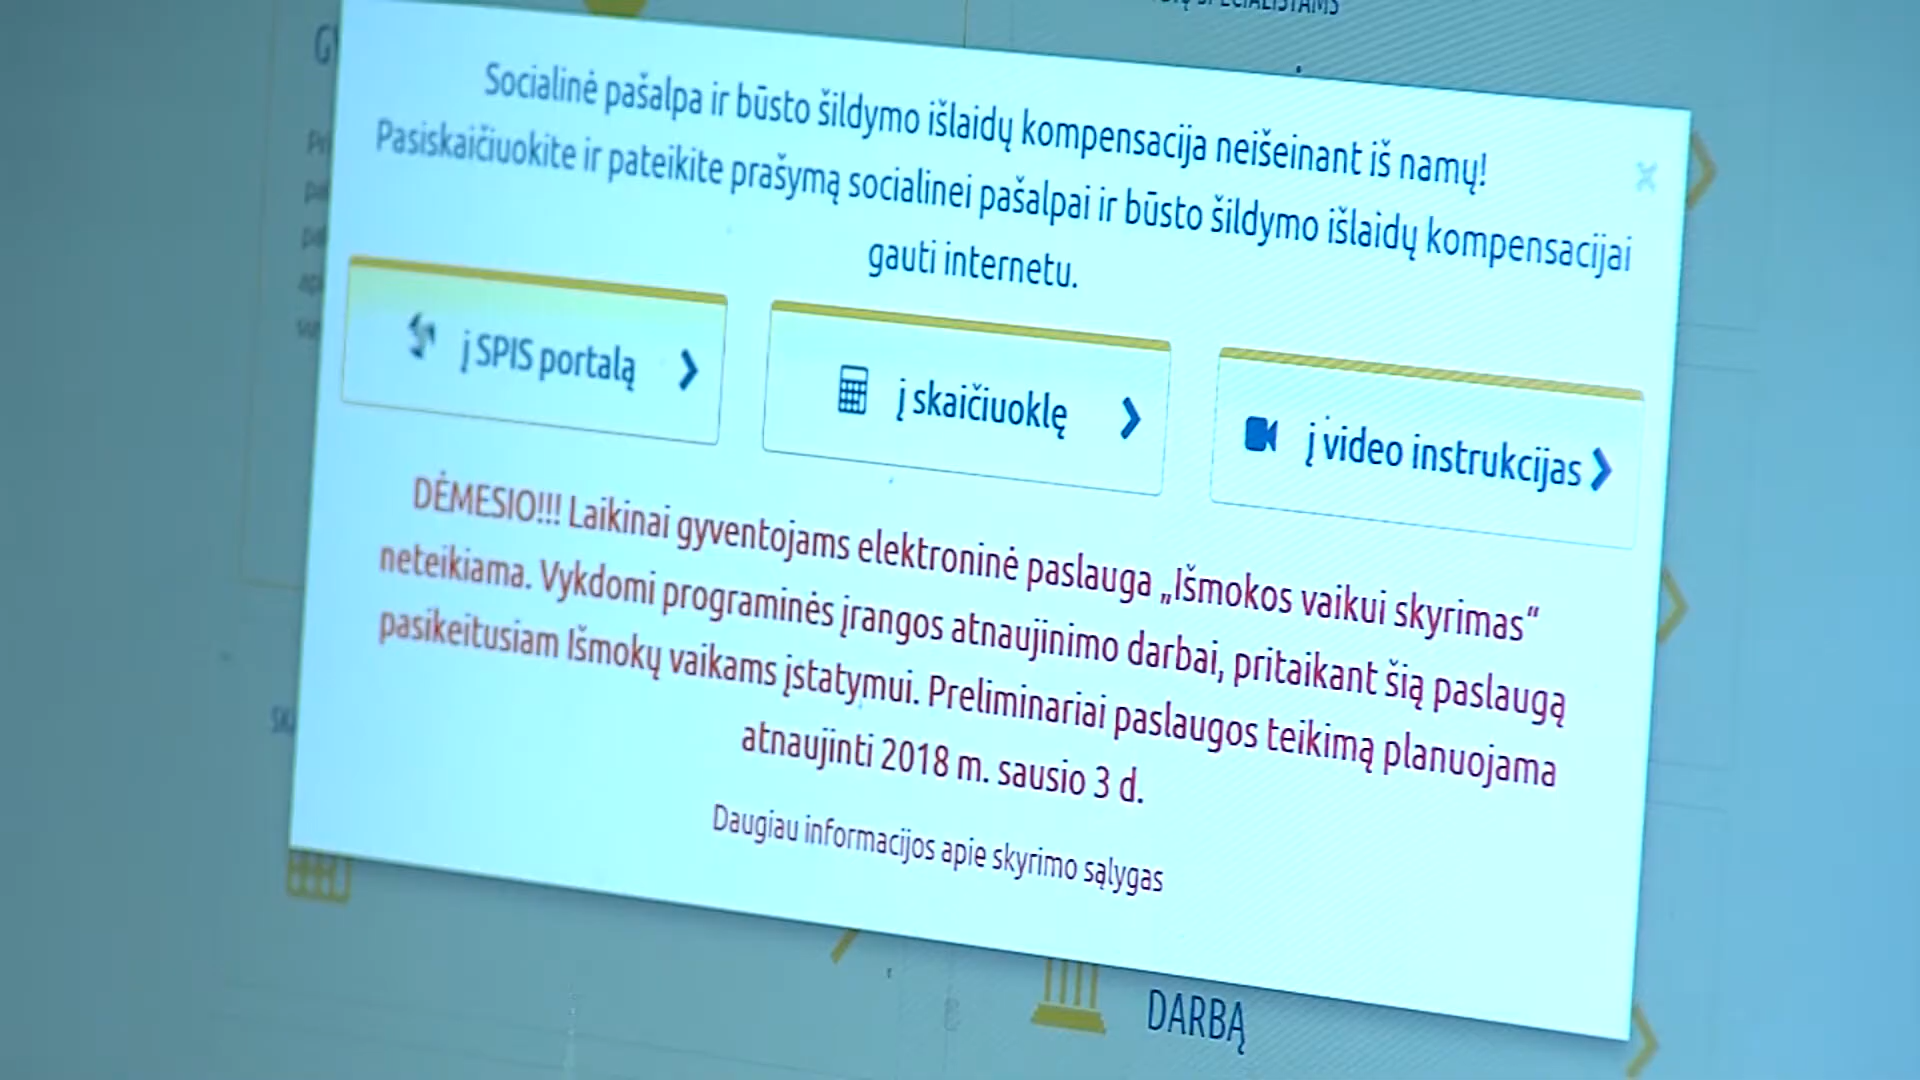 Socialinė pašalpa ir būsto šildymo išlaidų kompensacija neišeinant iš namų!
Pasiskaičiuokite ir pateikite prašymą socialinei pašalpai ir būsto šildymo išlaidų kompensacijai
gauti internetu.
į SPIS portalą
į skaičiuoklę
į video instrukcijas
DĖMESIO!!! Laikinai gyventojams elektroninė paslauga „Išmokos vaikui skyrimas“
neteikiama. Vykdomi programinės įrangos atnaujinimo darbai, pritaikant šią paslaugą
pasikeitusiam Išmokų vaikams įstatymui. Preliminariai paslaugos teikimą planuojama
atnaujinti 2018 m. sausio 3 d.
Daugiau informacijos apie skyrimo sąlygas
DARBĄ